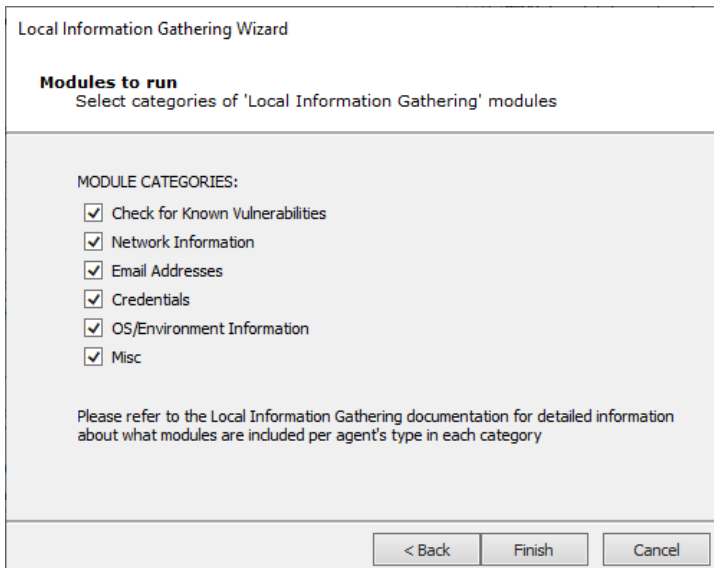 Local Information Gathering Wizard
Modules to run
Select categories of 'Local Information Gathering' modules
MODULE CATEGORIES:
Check for Known Vulnerabilities
Network Information
Email Addresses
Credentials
OS/Environment Information
Misc
Please refer to the Local Information Gathering documentation for detailed information
about what modules are included per agent's type in each category
< Back Finish Cancel